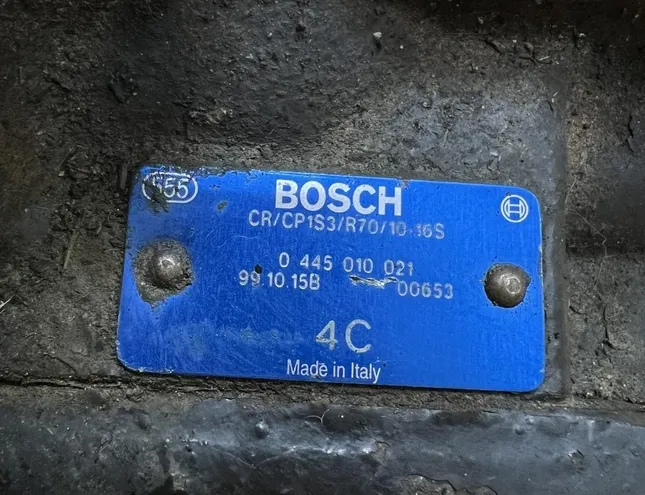 555
BOSCH
CR/CP1S3/R70/10-16S
0 445 010 021
99.10.15B 00653
4C
Made in Italy